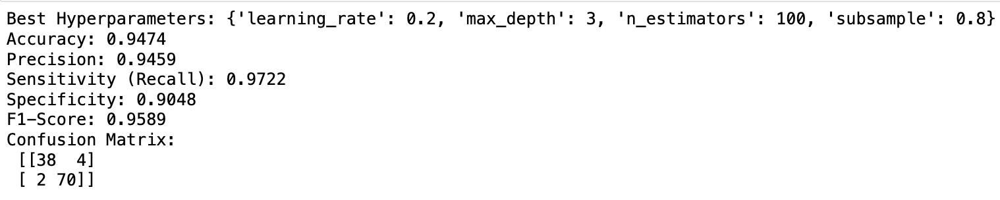 Best Hyperparameters: {'learning_rate': 0.2, 'max_depth': 3, 'n_estimators': 100, 'subsample': 0.8}
Accuracy: 0.9474
Precision: 0.9459
Sensitivity (Recall): 0.9722
Specificity: 0.9048
F1-Score: 0.9589
Confusion Matrix:
 [[38  4]
 [ 2 70]]